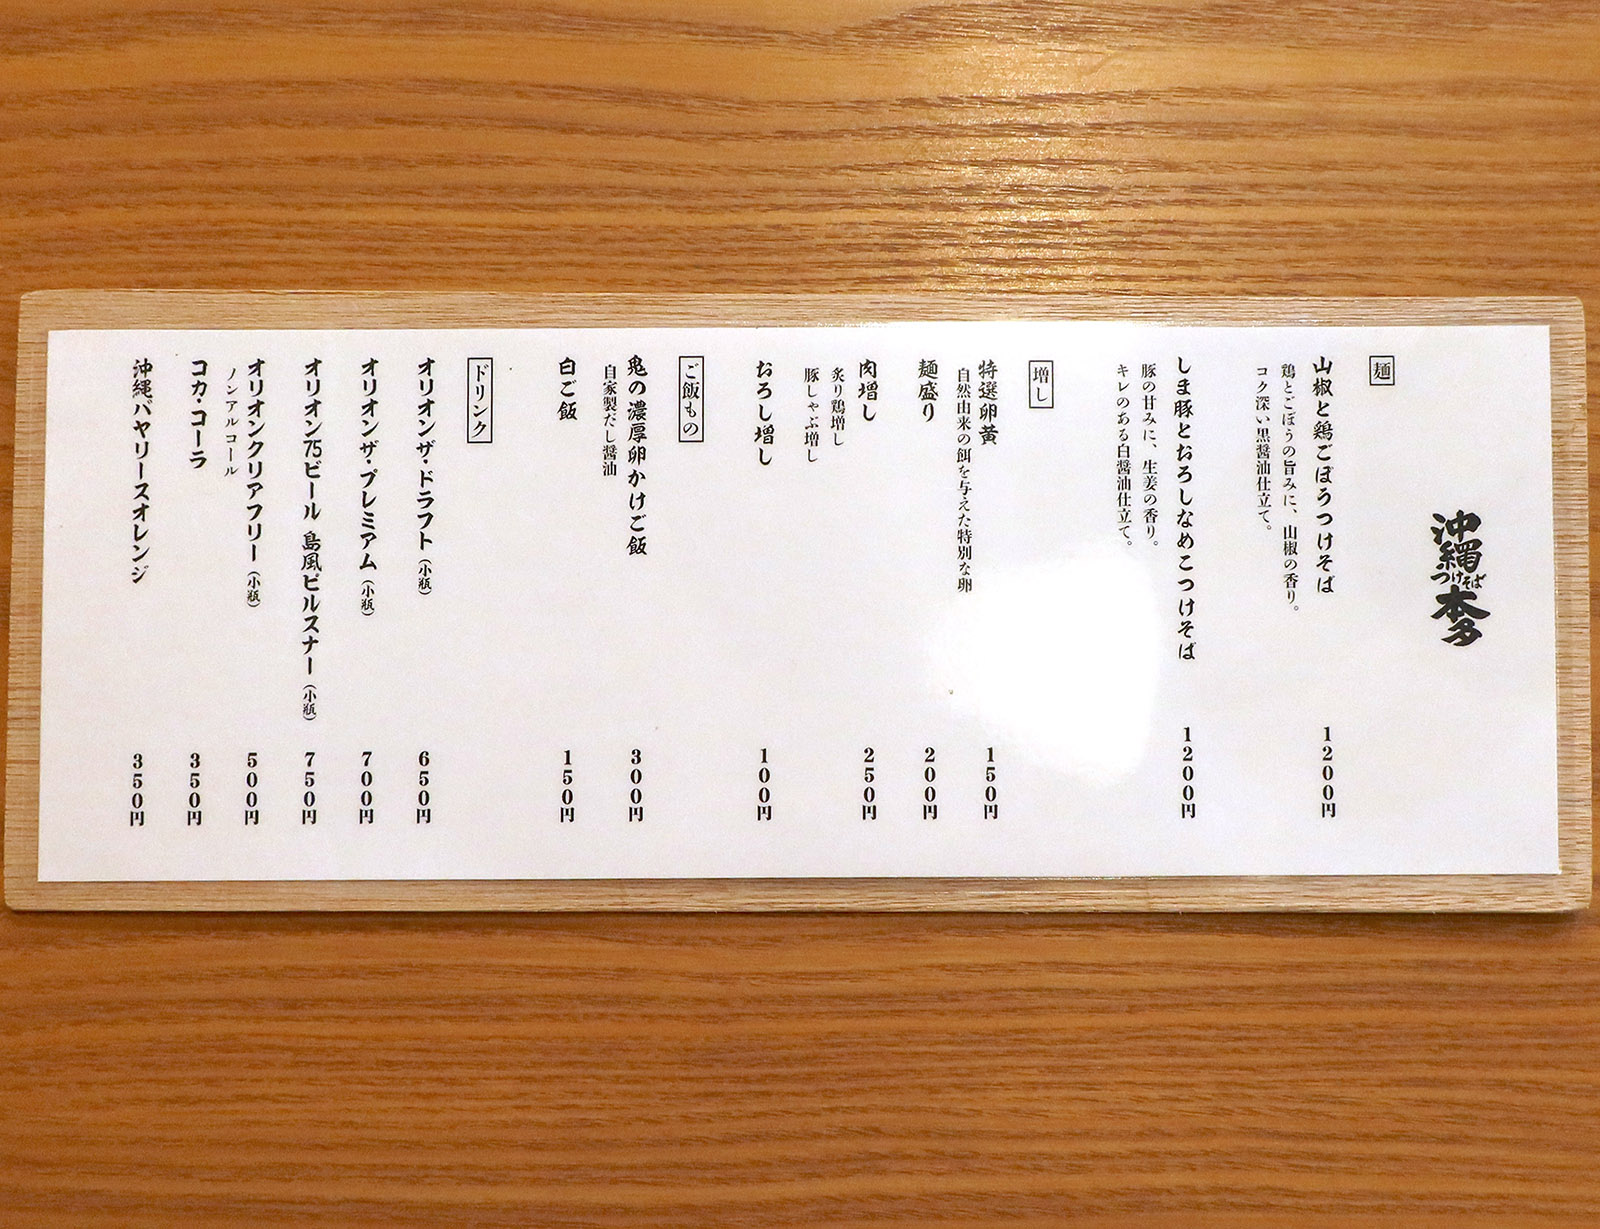 沖縄
つけそば
本多
麺
山椒と鶏ごぼうつけそば 1200円
鶏とごぼうの旨みに、山椒の香り。
コク深い黒醤油仕立て。
しま豚とおろしなめこつけそば 1200円
豚の甘みに、生姜の香り。
キレのある白醤油仕立て。
増し
特選卵黄 150円
自然由来の餌を与えた特別な卵
麺盛り 200円
肉増し 250円
炙り鶏増し
豚しゃぶ増し
おろし増し 100円
ご飯もの
鬼の濃厚卵かけご飯 300円
自家製だし醤油
白ご飯 150円
ドリンク
オリオンザ・ドラフト（小瓶） 650円
オリオンザ・プレミアム（小瓶） 700円
オリオン75ビール 島風ピルスナー（小瓶） 750円
オリオンクリアフリー（小瓶） 500円
ノンアルコール
コカ・コーラ 350円
沖縄バヤリースオレンジ 350円